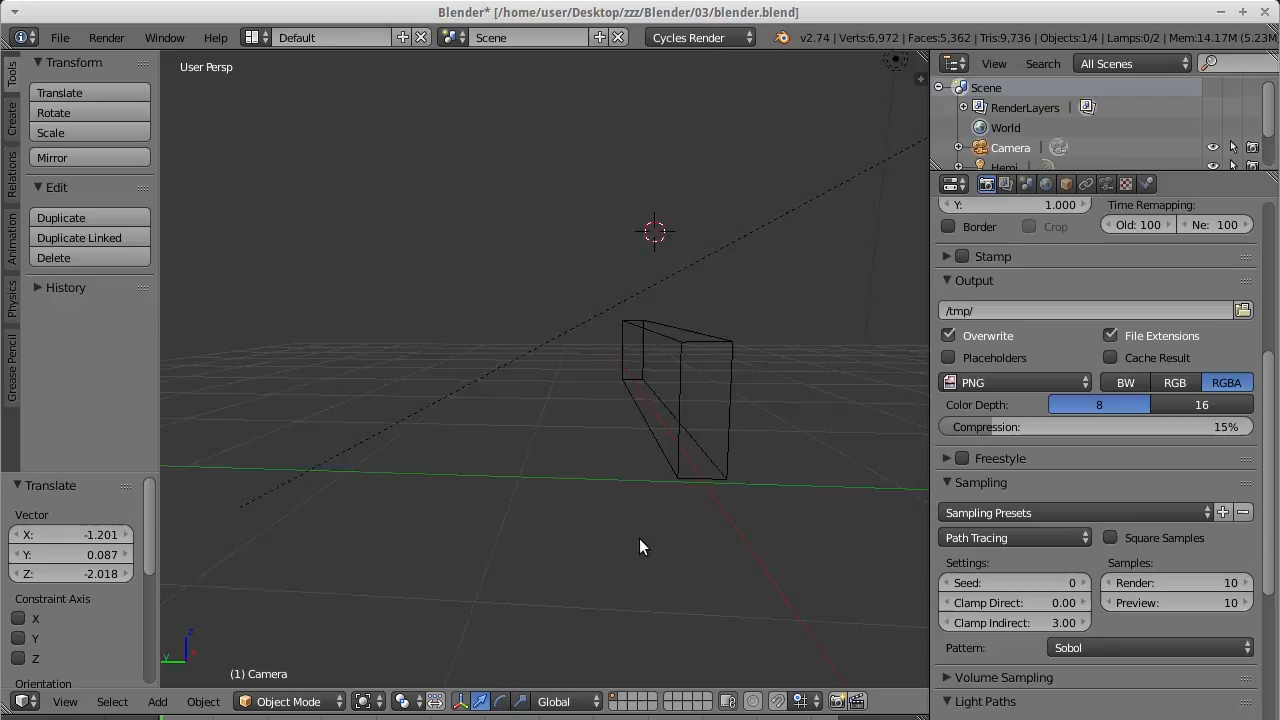 Blender* [/home/user/Desktop/zzz/Blender/03/blender.blend]
File Render Window Help Default Scene Cycles Render v2.74 | Verts:6,972 | Faces:5,362 | Tris:9,736 | Objects:1/4 | Lamps:0/2 | Mem:14.17M (5.23M
Tools
Create
Relations
Animation
Physics
Grease Pencil
Transform
Translate
Rotate
Scale
Mirror
Edit
Duplicate
Duplicate Linked
Delete
History
Translate
Vector
X: -1.201
Y: 0.087
Z: -2.018
Constraint Axis
X
Y
Z
Orientation
User Persp
z
y
x
(1) Camera
View Select Add Object Object Mode Global
View Search All Scenes
Scene
RenderLayers |
World
Camera |
Hemi
Y: 1.000
Time Remapping:
Border Crop Old: 100 Ne: 100
Stamp
Output
/tmp/
Overwrite File Extensions
Placeholders Cache Result
PNG BW RGB RGBA
Color Depth: 8 16
Compression: 15%
Freestyle
Sampling
Sampling Presets
Path Tracing Square Samples
Settings: Samples:
Seed: 0 Render: 10
Clamp Direct: 0.00 Preview: 10
Clamp Indirect: 3.00
Pattern: Sobol
Volume Sampling
Light Paths